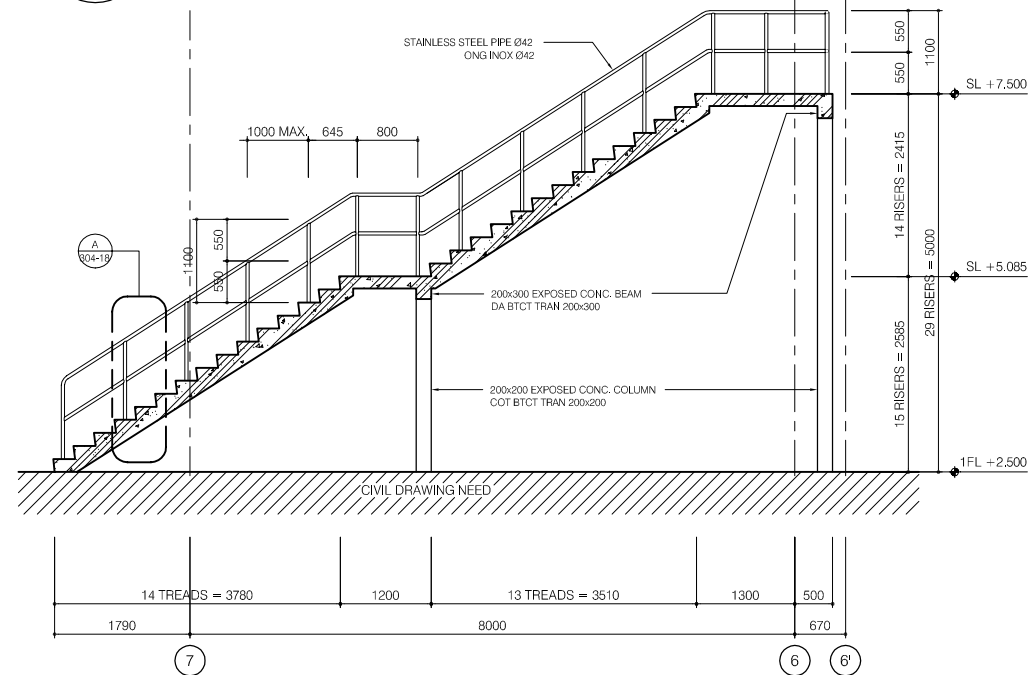 STAINLESS STEEL PIPE Ø42
ONG INOX Ø42
550
550
1100
SL +7.500
1000 MAX.
645
800
14 RISERS = 2415
A
304-18
1100
550
550
29 RISERS = 5000
SL +5.085
200x300 EXPOSED CONC. BEAM
DA BTCT TRAN 200x300
15 RISERS = 2585
200x200 EXPOSED CONC. COLUMN
COT BTCT TRAN 200x200
1FL +2.500
CIVIL DRAWING NEED
14 TREADS = 3780
1200
13 TREADS = 3510
1300
500
1790
8000
670
7
6
6'